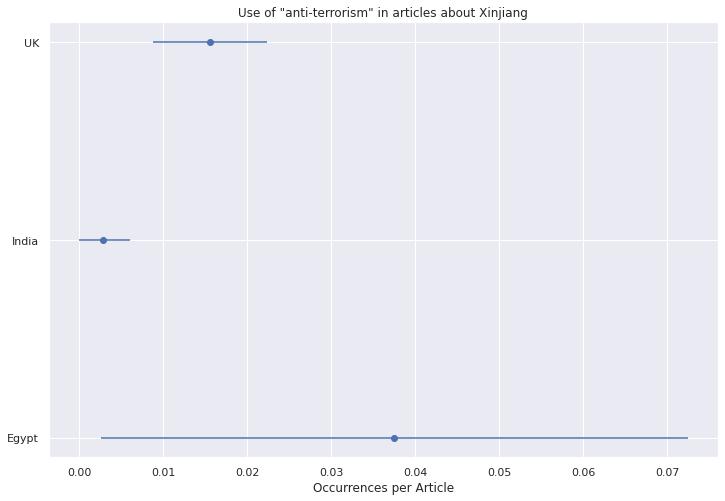 Use of "anti-terrorism" in articles about Xinjiang
UK
India
Egypt
0.00 0.01 0.02 0.03 0.04 0.05 0.06 0.07
Occurrences per Article